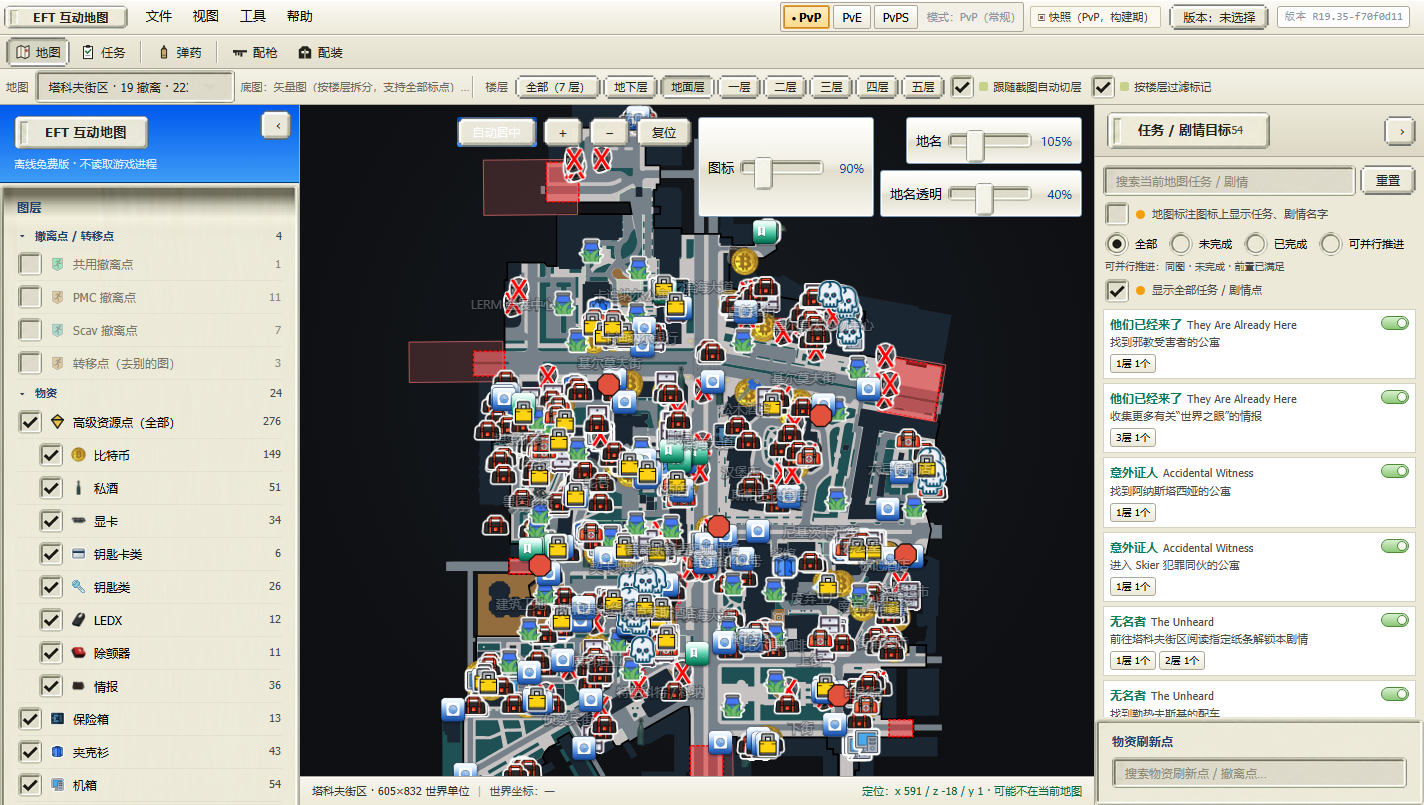 EFT 互动地图 文件 视图 工具 帮助 • PvP PvE PvPS 模式: PvP (常规) 快照 (PvP, 构建期) 版本: 未选择 版本 R19.35-f70f0d11
地图 任务 弹药 配枪 配装
地图 塔科夫街区 · 19 撤离 · 22 底图: 矢量图 (按楼层拆分, 支持全部标点) ... 楼层 全部 (7 层) 地下层 地面层 一层 二层 三层 四层 五层 跟随截图自动切层 按楼层过滤标记
EFT 互动地图 ‹
离线免费版 · 不读取游戏进程
图层
撤离点 / 转移点 4
共用撤离点 1
PMC 撤离点 11
Scav 撤离点 7
转移点 (去别的图) 3
物资 24
高级资源点 (全部) 276
比特币 149
私酒 51
显卡 34
钥匙卡类 6
钥匙类 26
LEDX 12
除颤器 11
情报 36
保险箱 13
夹克衫 43
机箱 54
自动居中 + − 复位
图标 90%
地名 105%
地名透明 40%
基尔莫夫街
基尔莫夫街
塔科夫街区 · 605×832 世界单位 | 世界坐标: —
定位: x 591 / z -18 / y 1 · 可能不在当前地图
任务 / 剧情目标54 ›
搜索当前地图任务 / 剧情 重置
地图标注图标上显示任务、剧情名字
全部 未完成 已完成 可并行推进
可并行推进: 同图 · 未完成 · 前置已满足
显示全部任务 / 剧情点
他们已经来了 They Are Already Here
找到邪教受害者的公寓
1层 1个
他们已经来了 They Are Already Here
收集更多有关"世界之眼"的情报
3层 1个
意外证人 Accidental Witness
找到阿纳斯塔西娅的公寓
1层 1个
意外证人 Accidental Witness
进入 Skier 犯罪同伙的公寓
1层 1个
无名者 The Unheard
前往塔科夫街区阅读指定纸条解锁本剧情
1层 1个 2层 1个
无名者 The Unheard
找到勒热夫斯基的配车
物资刷新点
搜索物资刷新点 / 撤离点...